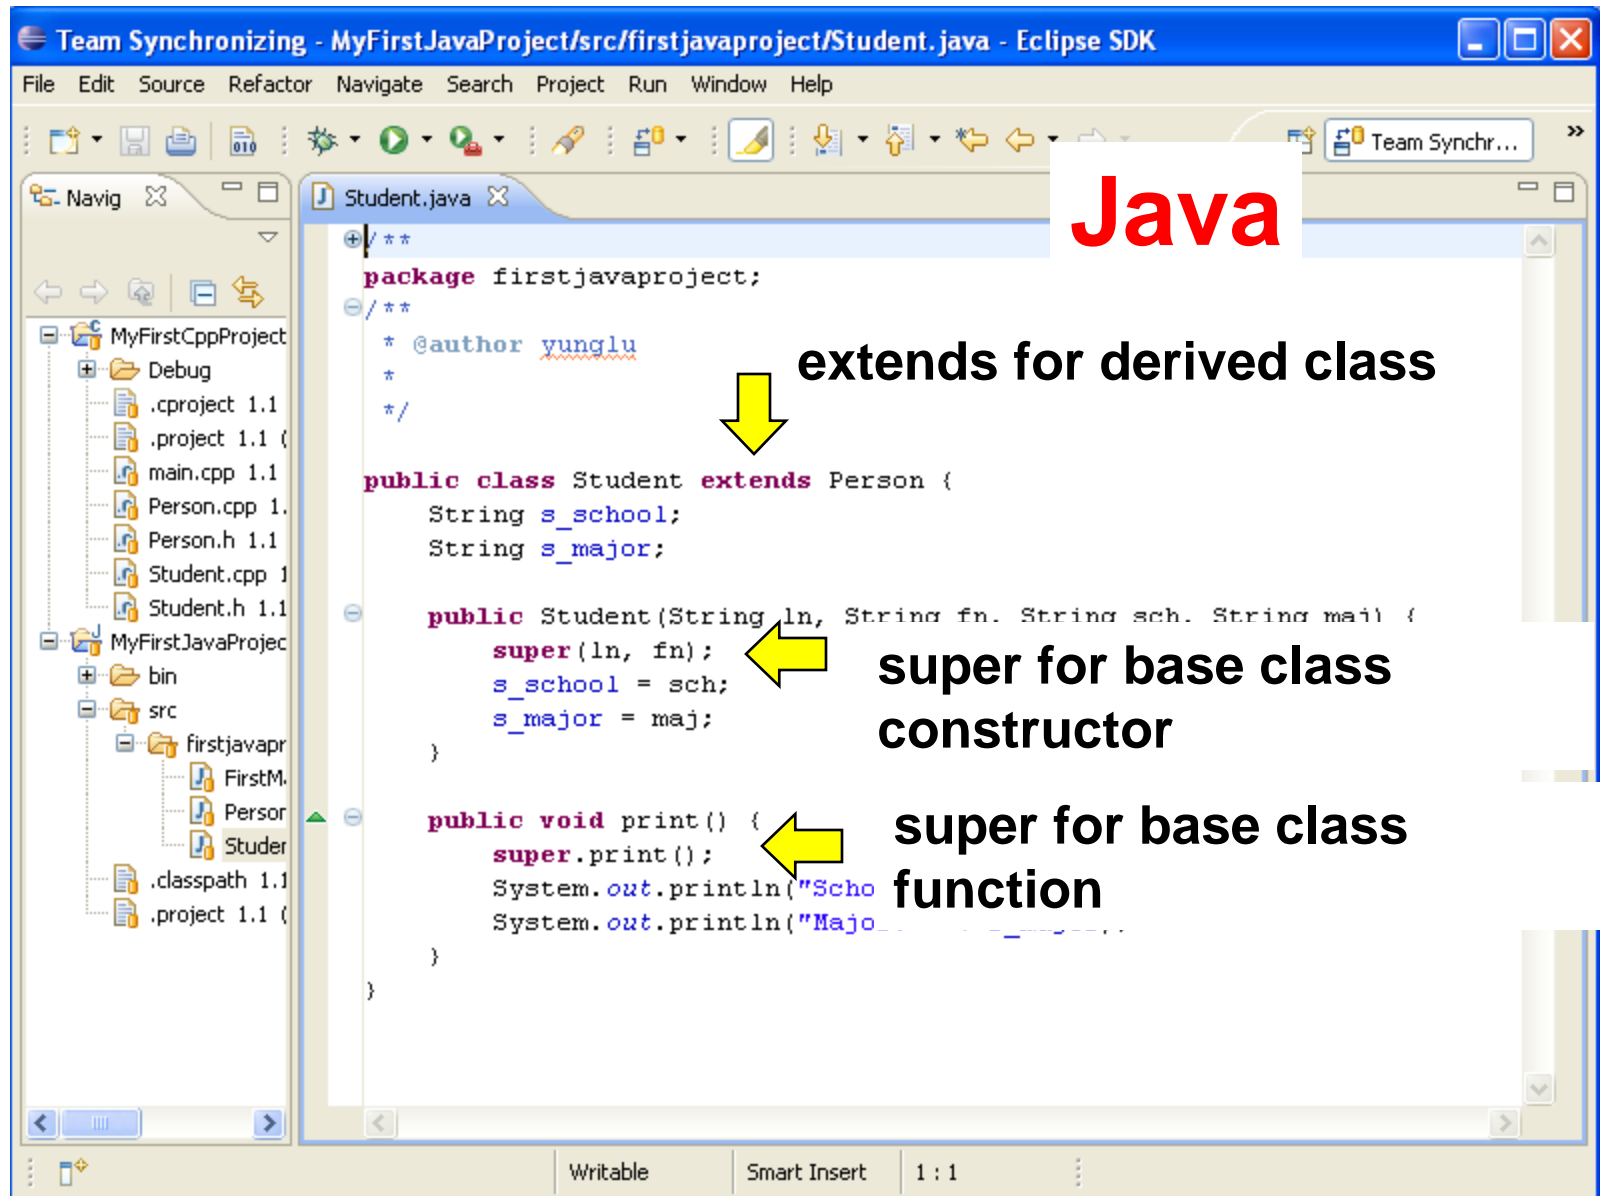 Team Synchronizing - MyFirstJavaProject/src/firstjavaproject/Student.java - Eclipse SDK
File Edit Source Refactor Navigate Search Project Run Window Help
Team Synchr... »
Navig
Student.java
Java
/**
package firstjavaproject;
/**
* @author yunglu
*
*/
extends for derived class
public class Student extends Person {
String s_school;
String s_major;
public Student(String ln, String fn, String sch, String maj) {
super(ln, fn);
s_school = sch;
s_major = maj;
}
super for base class
constructor
public void print() {
super.print();
System.out.println("Scho
System.out.println("Majo
}
}
super for base class
function
MyFirstCppProject
Debug
.cproject 1.1
.project 1.1 (
main.cpp 1.1
Person.cpp 1.
Person.h 1.1
Student.cpp 1
Student.h 1.1
MyFirstJavaProjec
bin
src
firstjavapr
FirstM
Person
Studen
.classpath 1.1
.project 1.1 (
Writable Smart Insert 1 : 1